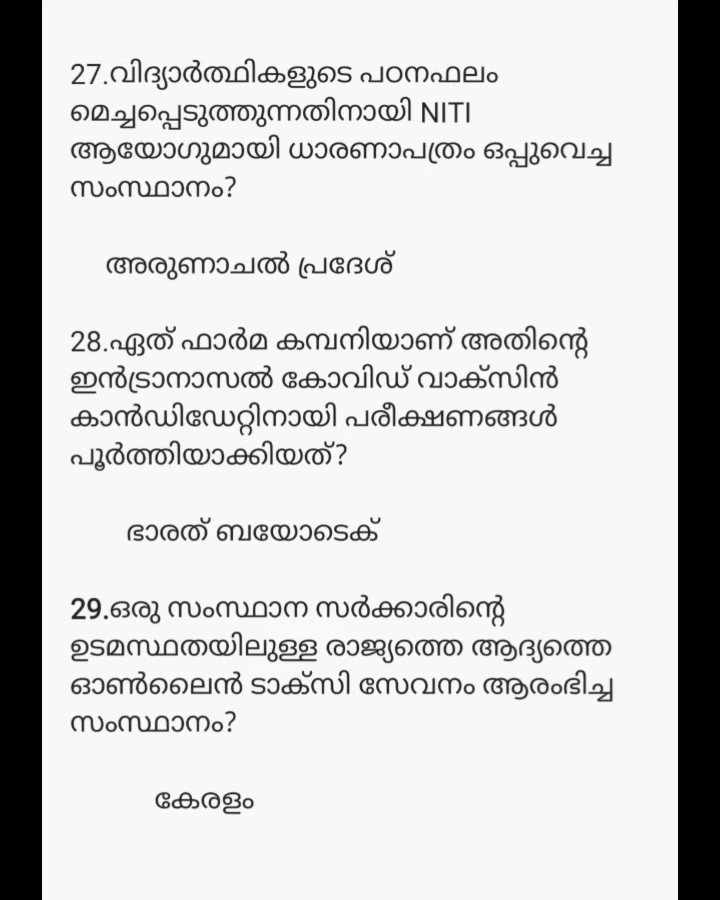 27.വിദ്യാർത്ഥികളുടെ പഠനഫലം
മെച്ചപ്പെടുത്തുന്നതിനായി NITI
ആയോഗുമായി ധാരണാപത്രം ഒപ്പുവെച്ച
സംസ്ഥാനം?
അരുണാചൽ പ്രദേശ്
28.ഏത് ഫാർമ കമ്പനിയാണ് അതിന്റെ
ഇൻട്രാനാസൽ കോവിഡ് വാക്സിൻ
കാൻഡിഡേറ്റിനായി പരീക്ഷണങ്ങൾ
പൂർത്തിയാക്കിയത്?
ഭാരത് ബയോടെക്
29.ഒരു സംസ്ഥാന സർക്കാരിന്റെ
ഉടമസ്ഥതയിലുള്ള രാജ്യത്തെ ആദ്യത്തെ
ഓൺലൈൻ ടാക്സി സേവനം ആരംഭിച്ച
സംസ്ഥാനം?
കേരളം